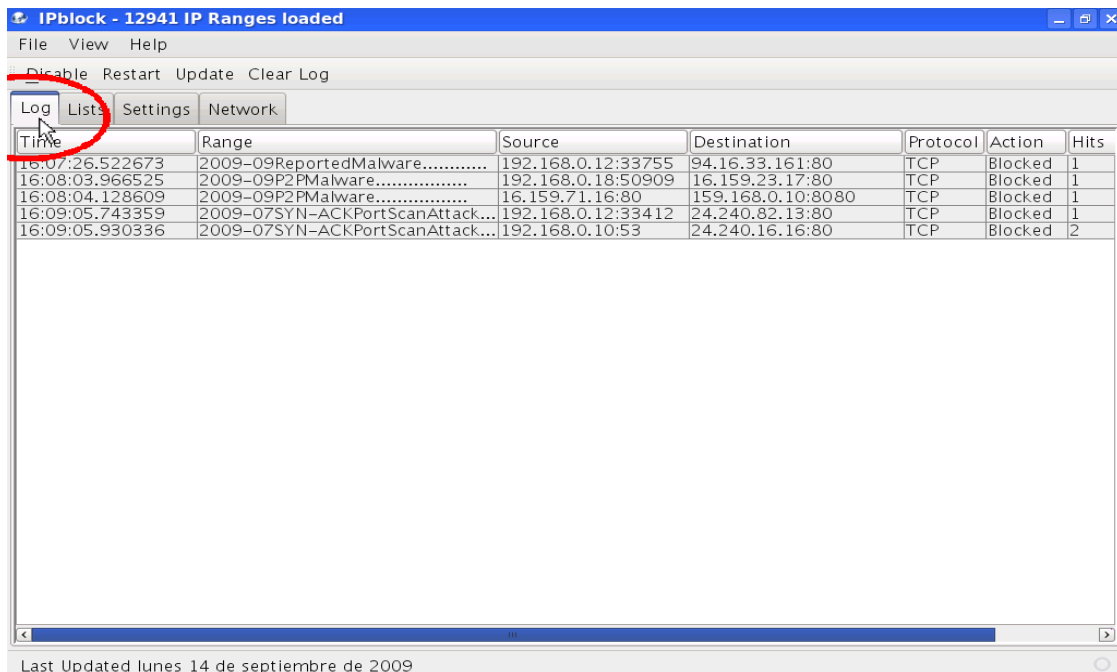 IPblock - 12941 IP Ranges loaded
File View Help
Disable Restart Update Clear Log
Log Lists Settings Network
Time Range Source Destination Protocol Action Hits
16:07:26.522673 2009-09ReportedMalware............ 192.168.0.12:33755 94.16.33.161:80 TCP Blocked 1
16:08:03.966525 2009-09P2PMalware................. 192.168.0.18:50909 16.159.23.17:80 TCP Blocked 1
16:08:04.128609 2009-09P2PMalware................. 16.159.71.16:80 159.168.0.10:8080 TCP Blocked 1
16:09:05.743359 2009-07SYN-ACKPortScanAttack... 192.168.0.12:33412 24.240.82.13:80 TCP Blocked 1
16:09:05.930336 2009-07SYN-ACKPortScanAttack... 192.168.0.10:53 24.240.16.16:80 TCP Blocked 2
Last Updated lunes 14 de septiembre de 2009